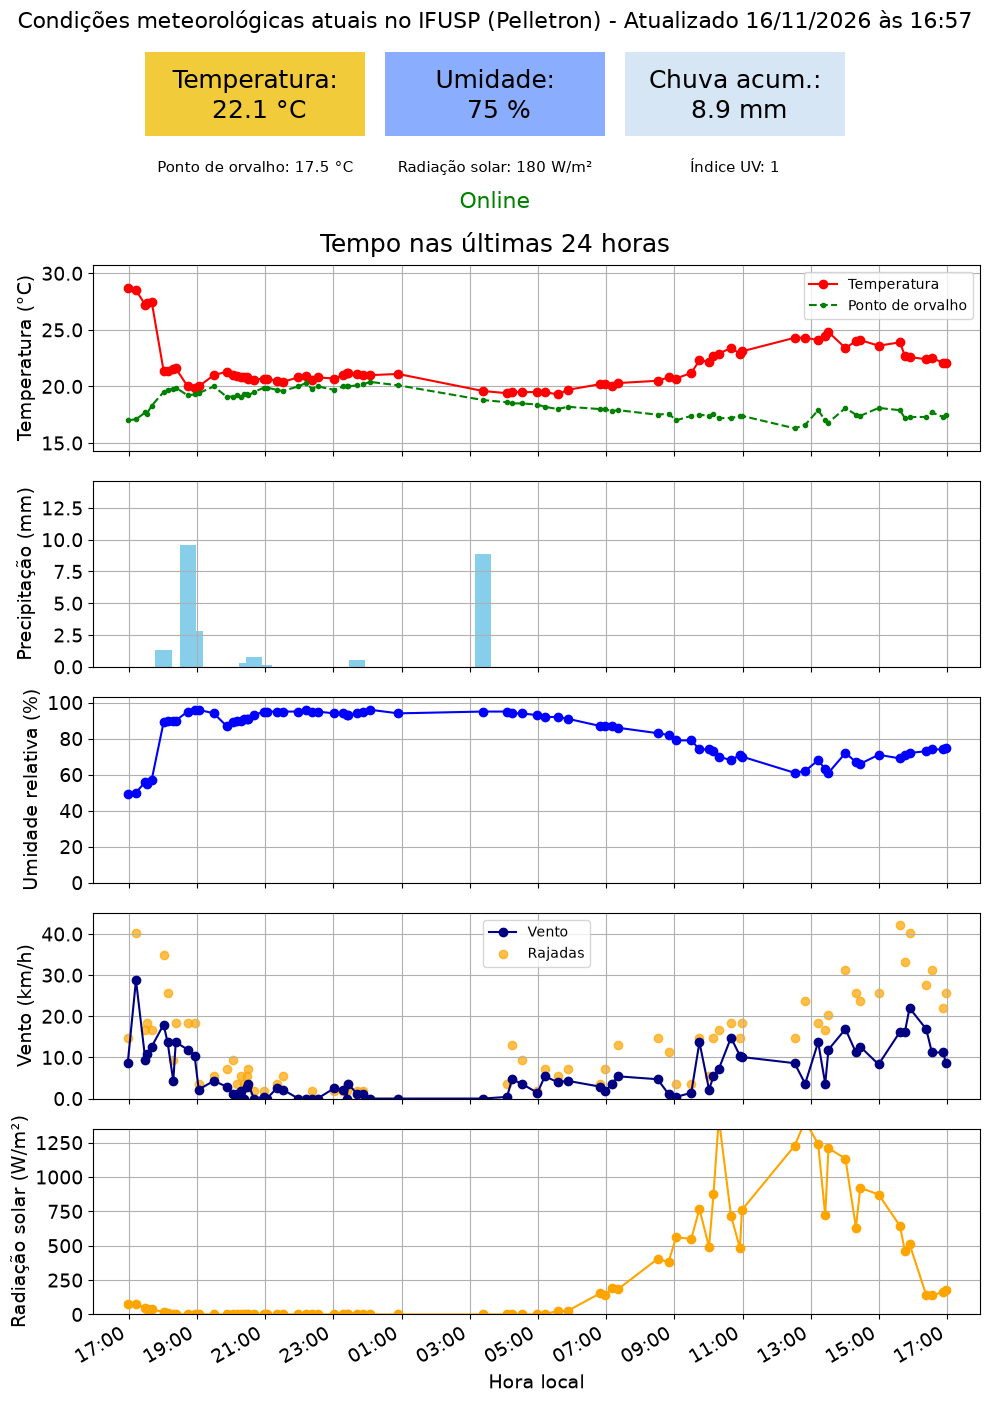 Condições meteorológicas atuais no IFUSP (Pelletron) - Atualizado 16/11/2026 às 16:57
Temperatura:
22.1 °C
Umidade:
75 %
Chuva acum.:
8.9 mm
Ponto de orvalho: 17.5 °C
Radiação solar: 180 W/m²
Índice UV: 1
Online
Tempo nas últimas 24 horas
Temperatura (°C)
30.0
25.0
20.0
15.0
Temperatura
Ponto de orvalho
Precipitação (mm)
12.5
10.0
7.5
5.0
2.5
0.0
Umidade relativa (%)
100
80
60
40
20
0
Vento (km/h)
40.0
30.0
20.0
10.0
0.0
Vento
Rajadas
Radiação solar (W/m²)
1250
1000
750
500
250
0
17:00
19:00
21:00
23:00
01:00
03:00
05:00
07:00
09:00
11:00
13:00
15:00
17:00
Hora local